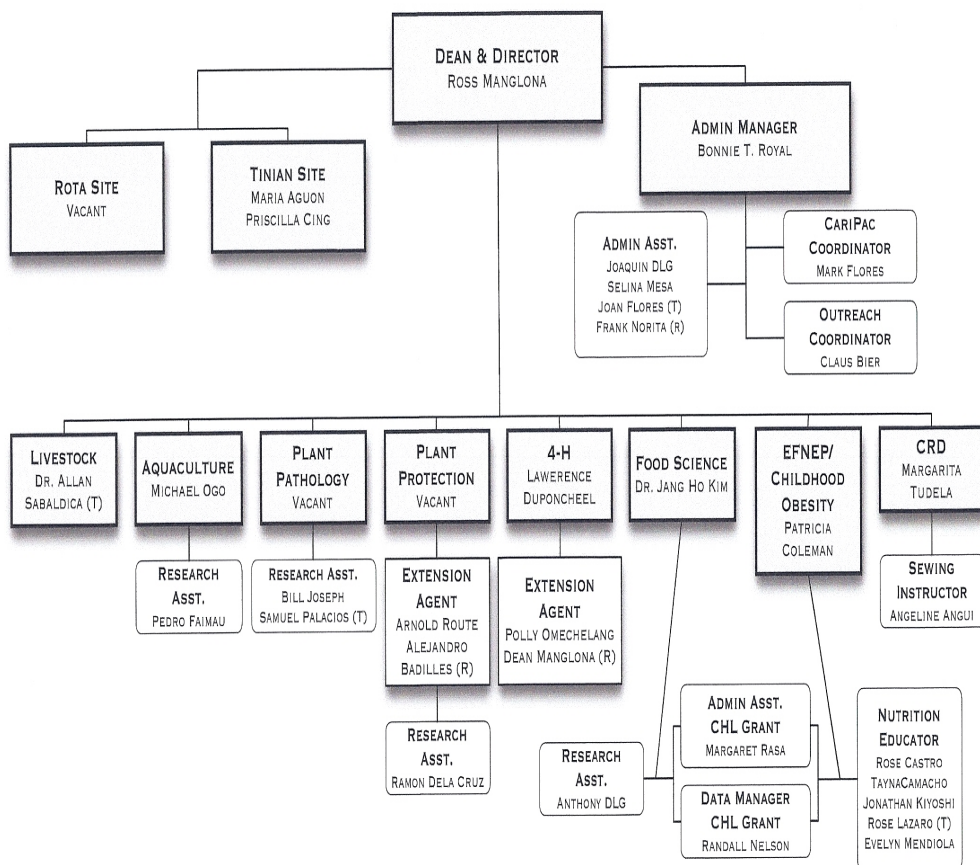 DEAN & DIRECTOR
ROSS MANGLONA
ADMIN MANAGER
BONNIE T. ROYAL
ROTA SITE
VACANT
TINIAN SITE
MARIA AGUON
PRISCILLA CING
ADMIN ASST.
JOAQUIN DLG
SELINA MESA
JOAN FLORES (T)
FRANK NORITA (R)
CARIPAC
COORDINATOR
MARK FLORES
OUTREACH
COORDINATOR
CLAUS BIER
LIVESTOCK
DR. ALLAN
SABALDICA (T)
AQUACULTURE
MICHAEL OGO
PLANT
PATHOLOGY
VACANT
PLANT
PROTECTION
VACANT
4-H
LAWERENCE
DUPONCHEEL
FOOD SCIENCE
DR. JANG HO KIM
EFNEP/
CHILDHOOD
OBESITY
PATRICIA
COLEMAN
CRD
MARGARITA
TUDELA
RESEARCH
ASST.
PEDRO FAIMAU
RESEARCH ASST.
BILL JOSEPH
SAMUEL PALACIOS (T)
EXTENSION
AGENT
ARNOLD ROUTE
ALEJANDRO
BADILLES (R)
EXTENSION
AGENT
POLLY OMECHELANG
DEAN MANGLONA (R)
SEWING
INSTRUCTOR
ANGELINE ANGUI
RESEARCH
ASST.
RAMON DELA CRUZ
RESEARCH
ASST.
ANTHONY DLG
ADMIN ASST.
CHL GRANT
MARGARET RASA
DATA MANAGER
CHL GRANT
RANDALL NELSON
NUTRITION
EDUCATOR
ROSE CASTRO
TAYNACAMACHO
JONATHAN KIYOSHI
ROSE LAZARO (T)
EVELYN MENDIOLA